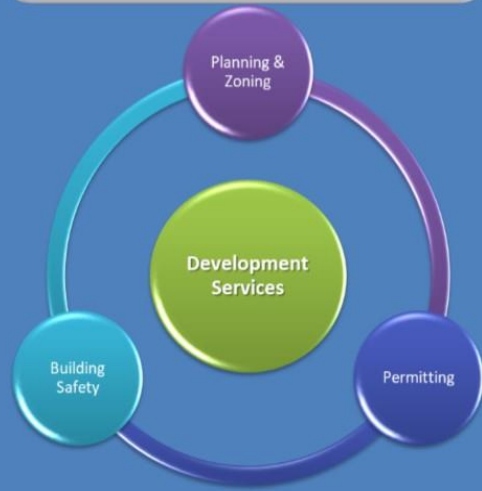 Planning &
Zoning
Development
Services
Building
Safety
Permitting